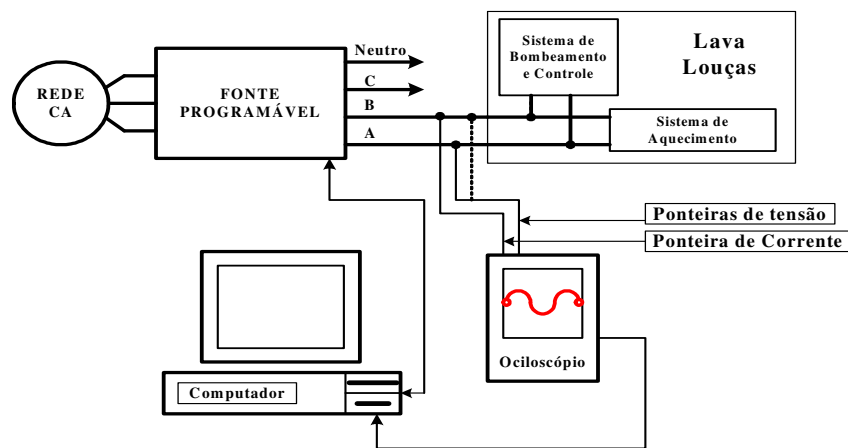 REDE
CA
FONTE
PROGRAMÁVEL
Neutro
C
B
A
Sistema de
Bombeamento
e Controle
Lava
Louças
Sistema de
Aquecimento
Ponteiras de tensão
Ponteira de Corrente
Ociloscópio
Computador